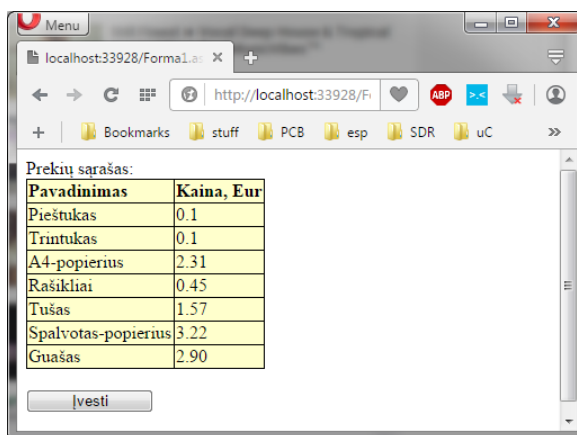 Menu
localhost:33928/Forma1.as
http://localhost:33928/F
ABP
Bookmarks stuff PCB esp SDR uC
Prekių sąrašas:
Pavadinimas Kaina, Eur
Pieštukas 0.1
Trintukas 0.1
A4-popierius 2.31
Rašikliai 0.45
Tušas 1.57
Spalvotas-popierius 3.22
Guašas 2.90
Įvesti